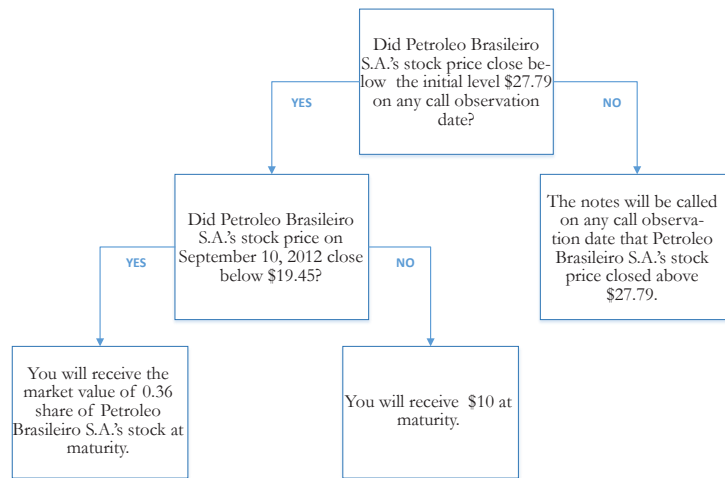 Did Petroleo Brasileiro
S.A.'s stock price close be-
low the initial level $27.79
on any call observation
date?
YES
NO
Did Petroleo Brasileiro
S.A.'s stock price on
September 10, 2012 close
below $19.45?
The notes will be called
on any call observa-
tion date that Petroleo
Brasileiro S.A.'s stock
price closed above
$27.79.
YES
NO
You will receive the
market value of 0.36
share of Petroleo
Brasileiro S.A.'s stock at
maturity.
You will receive $10 at
maturity.